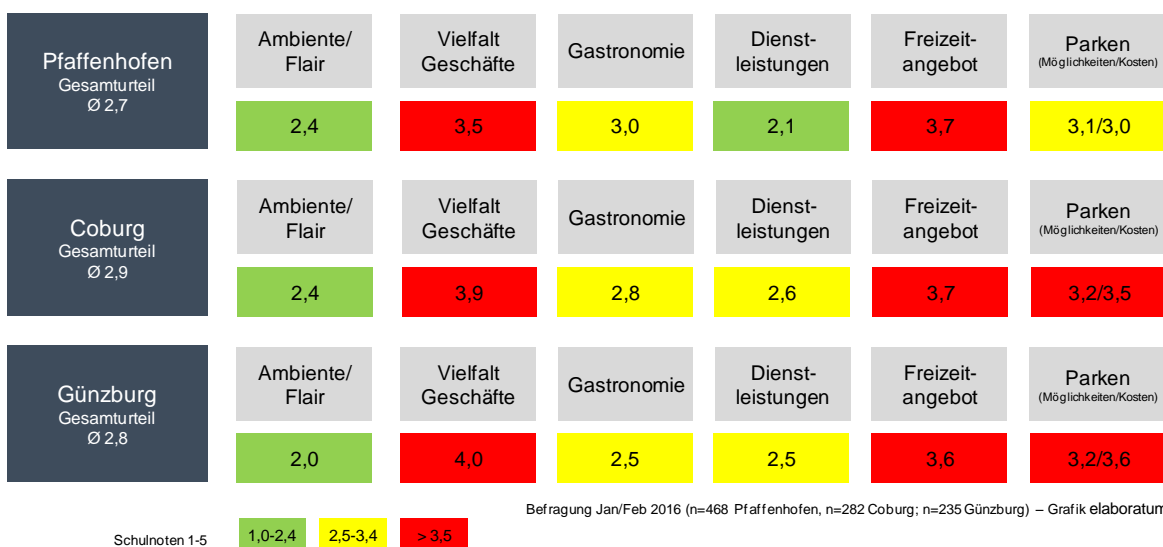 Pfaffenhofen
Gesamturteil
Ø 2,7
Ambiente/
Flair
Vielfalt
Geschäfte
Gastronomie
Dienst-
leistungen
Freizeit-
angebot
Parken
(Möglichkeiten/Kosten)
2,4
3,5
3,0
2,1
3,7
3,1/3,0
Coburg
Gesamturteil
Ø 2,9
Ambiente/
Flair
Vielfalt
Geschäfte
Gastronomie
Dienst-
leistungen
Freizeit-
angebot
Parken
(Möglichkeiten/Kosten)
2,4
3,9
2,8
2,6
3,7
3,2/3,5
Günzburg
Gesamturteil
Ø 2,8
Ambiente/
Flair
Vielfalt
Geschäfte
Gastronomie
Dienst-
leistungen
Freizeit-
angebot
Parken
(Möglichkeiten/Kosten)
2,0
4,0
2,5
2,5
3,6
3,2/3,6
Befragung Jan/Feb 2016 (n=468 Pfaffenhofen, n=282 Coburg; n=235 Günzburg) – Grafik elaboratum
Schulnoten 1-5
1,0-2,4
2,5-3,4
> 3,5